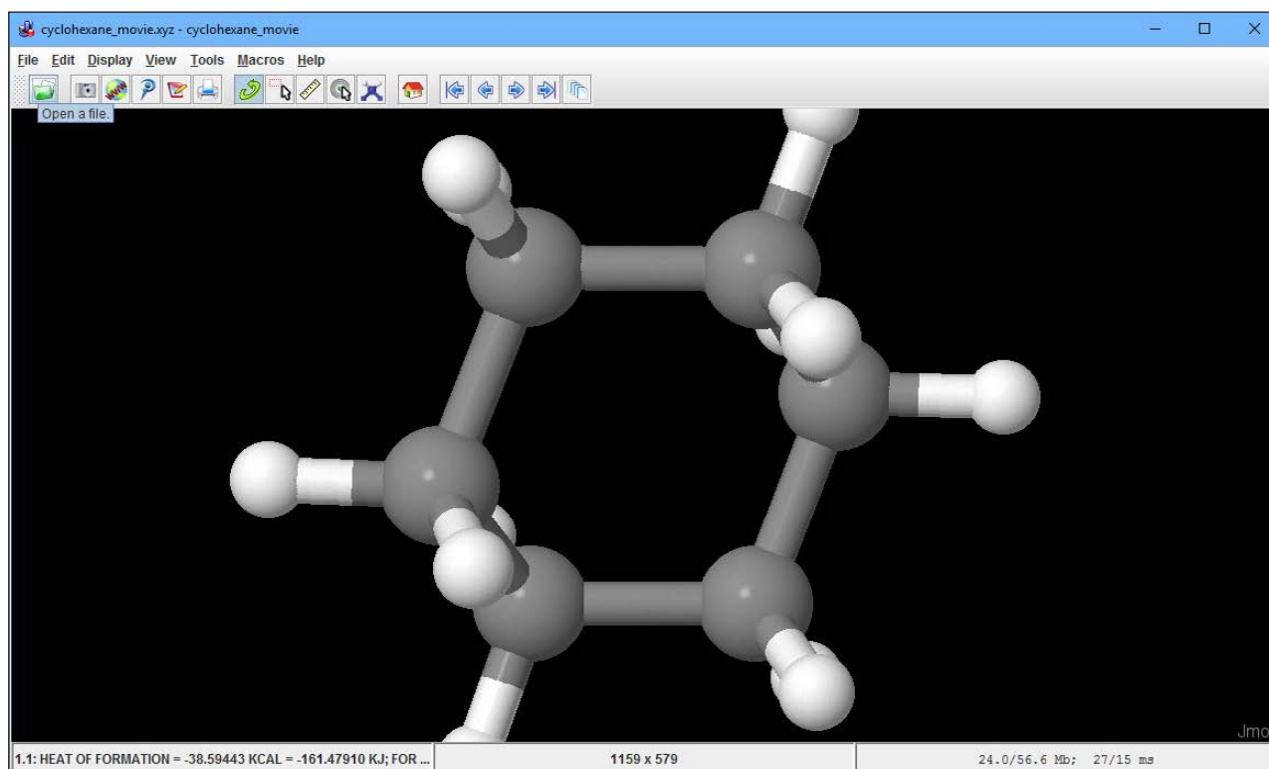 cyclohexane_movie.xyz - cyclohexane_movie
File Edit Display View Tools Macros Help
Open a file.
Jmo
1.1: HEAT OF FORMATION = -38.59443 KCAL = -161.47910 KJ; FOR ... 1159 x 579 24.0/56.6 Mb; 27/15 ms